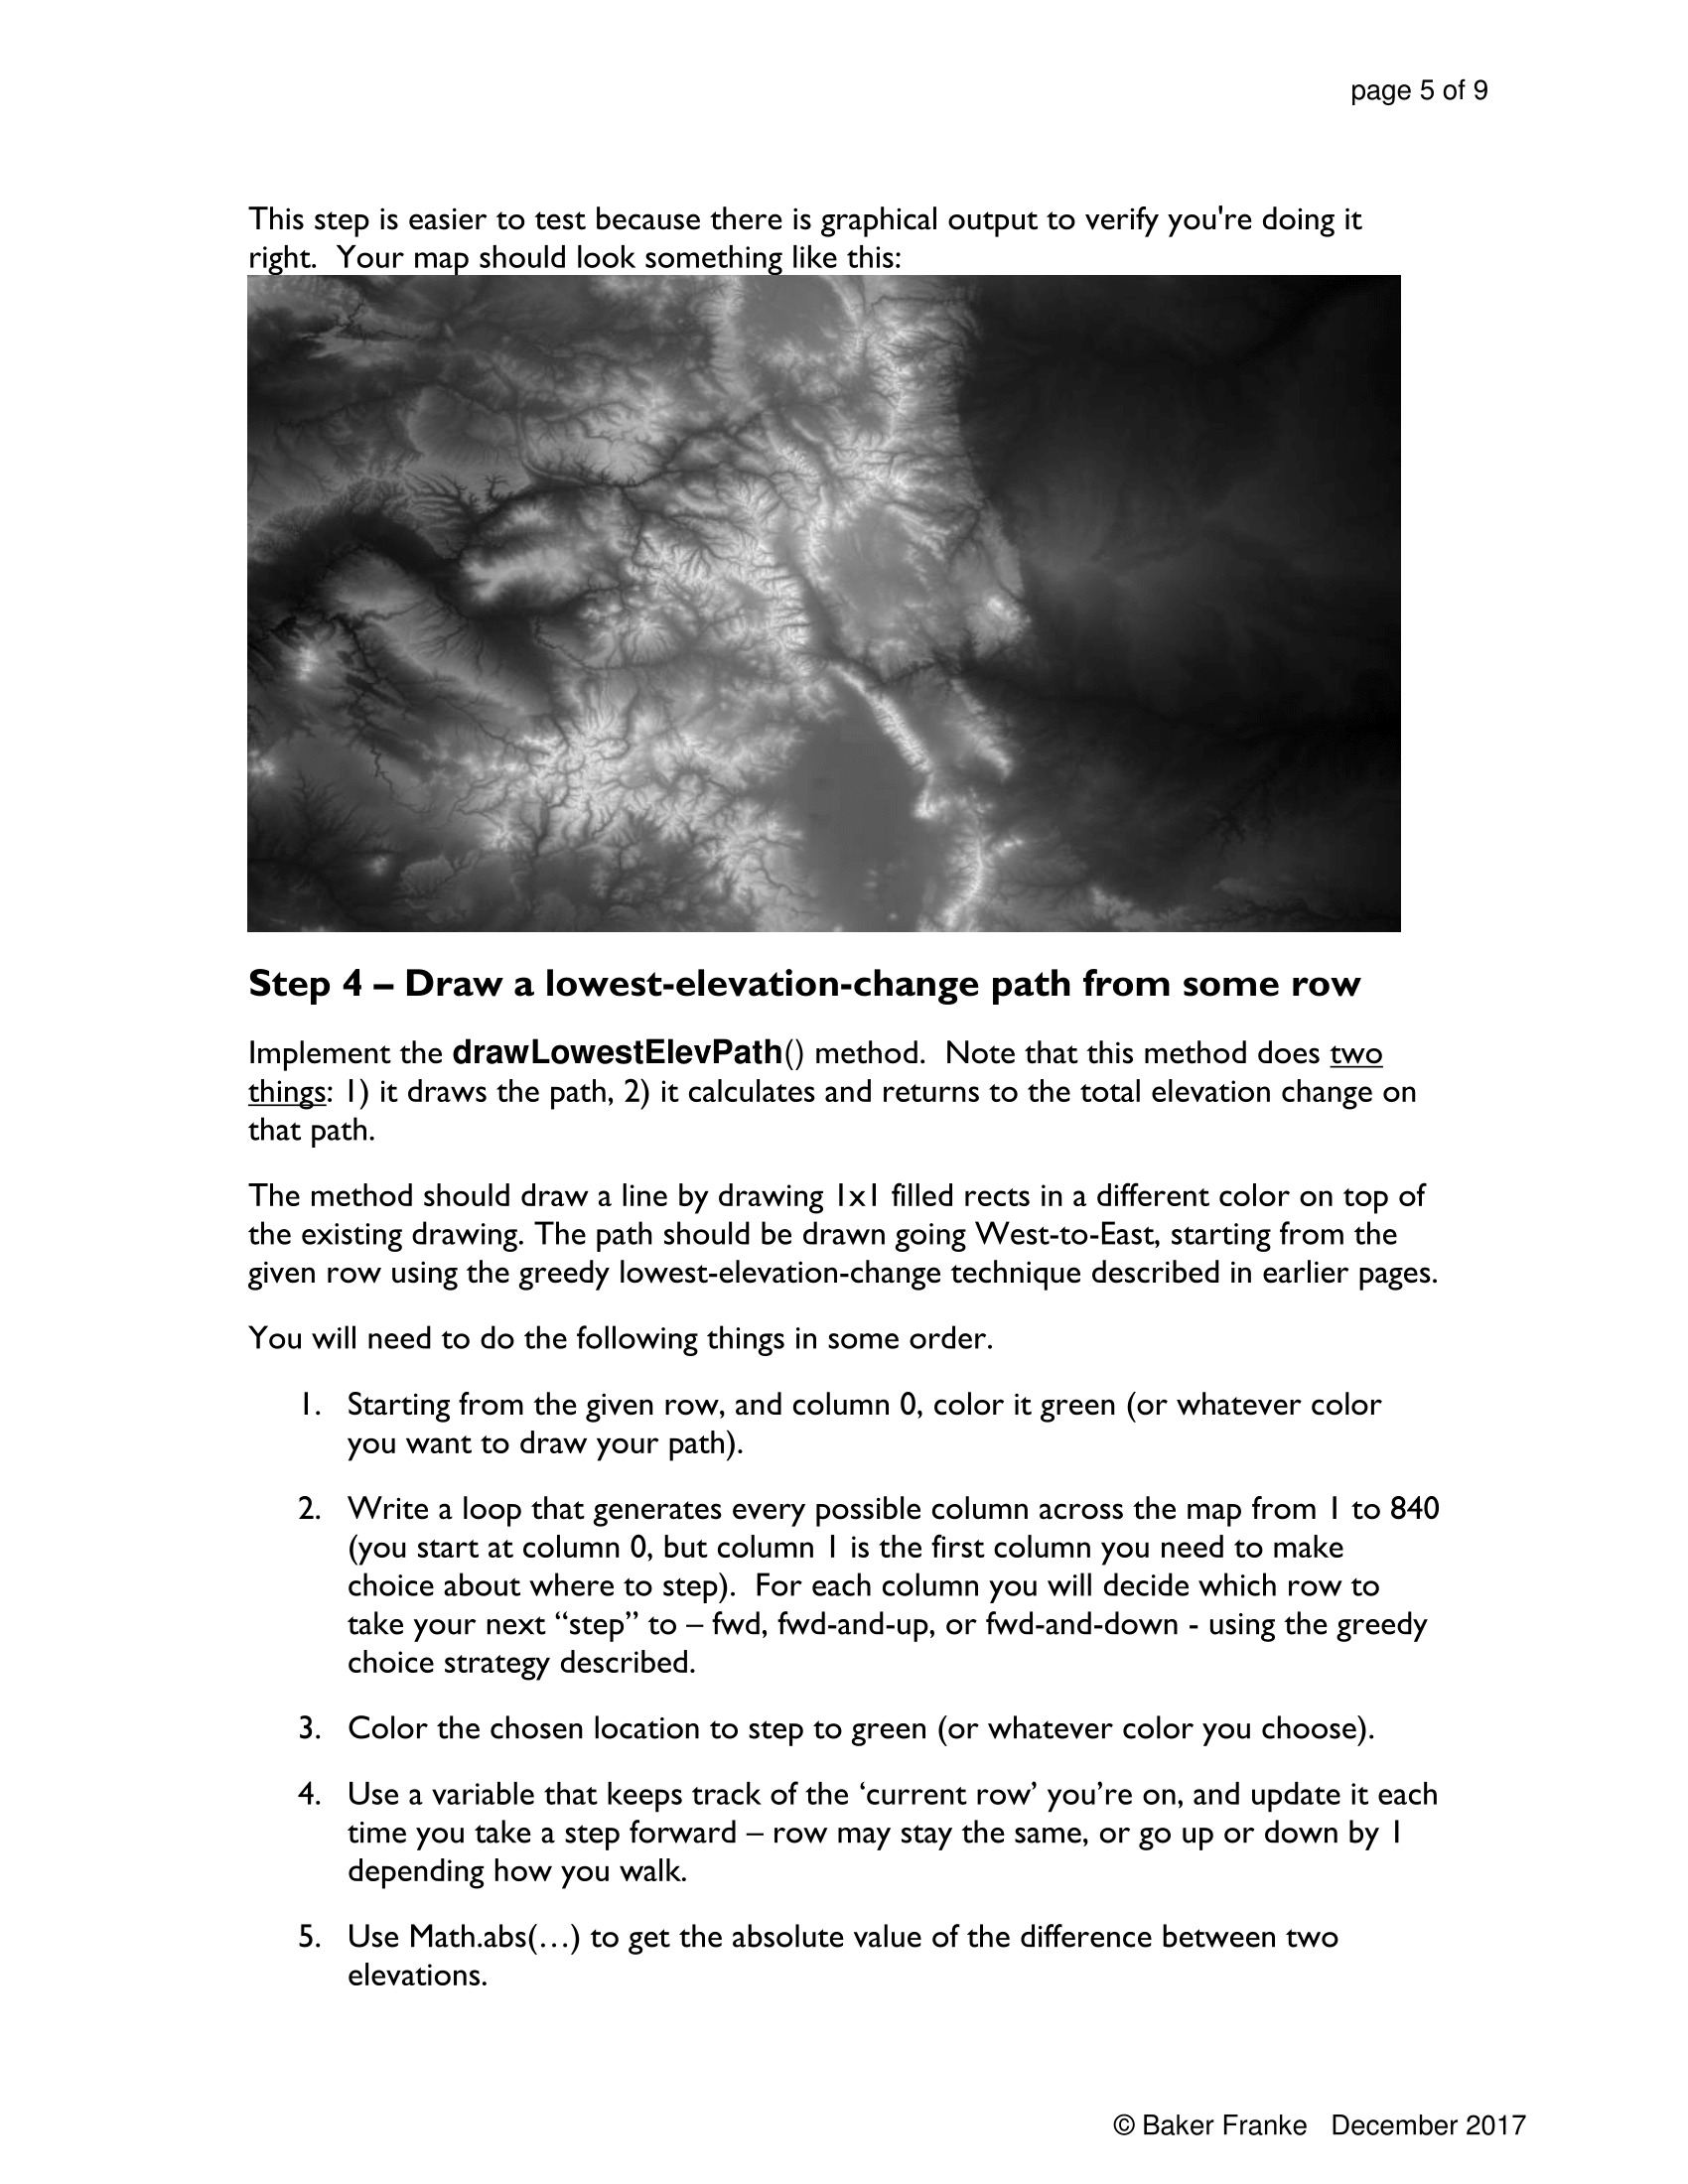 page 5 of 9
This step is easier to test because there is graphical output to verify you're doing it
right.  Your map should look something like this:
Step 4 – Draw a lowest-elevation-change path from some row
Implement the drawLowestElevPath() method.  Note that this method does two
things: 1) it draws the path, 2) it calculates and returns to the total elevation change on
that path.
The method should draw a line by drawing 1x1 filled rects in a different color on top of
the existing drawing. The path should be drawn going West-to-East, starting from the
given row using the greedy lowest-elevation-change technique described in earlier pages.
You will need to do the following things in some order.
1. Starting from the given row, and column 0, color it green (or whatever color
you want to draw your path).
2. Write a loop that generates every possible column across the map from 1 to 840
(you start at column 0, but column 1 is the first column you need to make
choice about where to step).  For each column you will decide which row to
take your next “step” to – fwd, fwd-and-up, or fwd-and-down - using the greedy
choice strategy described.
3. Color the chosen location to step to green (or whatever color you choose).
4. Use a variable that keeps track of the ‘current row’ you’re on, and update it each
time you take a step forward – row may stay the same, or go up or down by 1
depending how you walk.
5. Use Math.abs(…) to get the absolute value of the difference between two
elevations.
© Baker Franke   December 2017